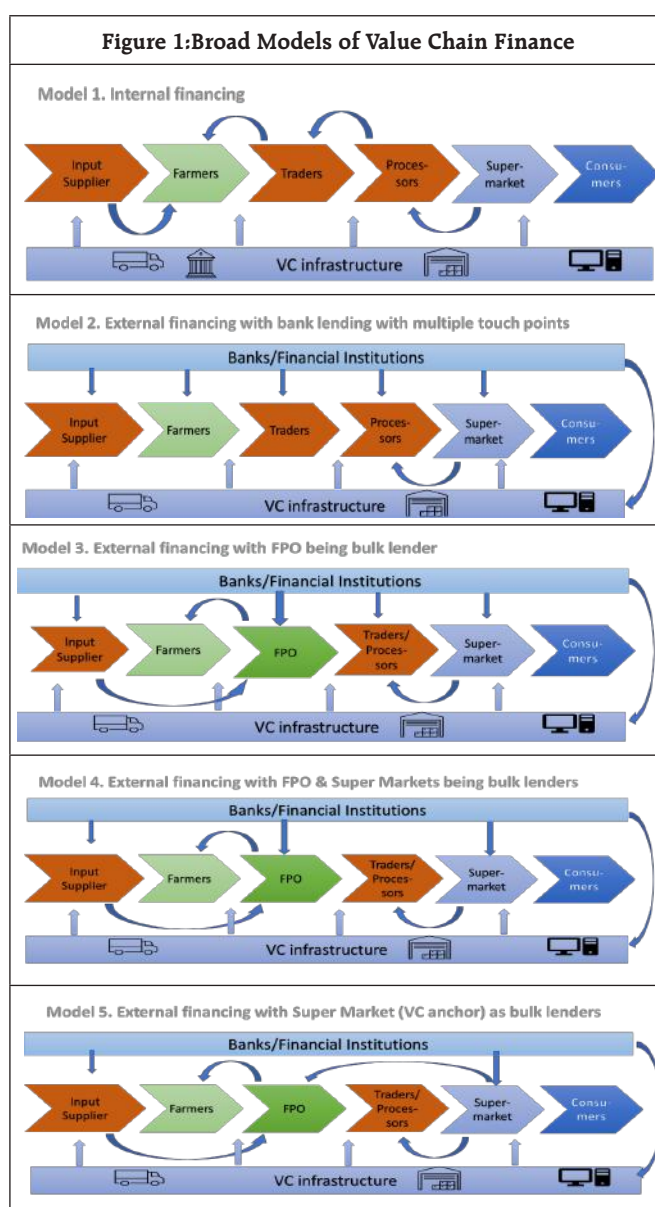 Figure 1:Broad Models of Value Chain Finance
Model 1. Internal financing
Input
Supplier
Farmers
Traders
Proces-
sors
Super-
market
Consu-
mers
VC infrastructure
Model 2. External financing with bank lending with multiple touch points
Banks/Financial Institutions
Input
Supplier
Farmers
Traders
Proces-
sors
Super-
market
Consu-
mers
VC infrastructure
Model 3. External financing with FPO being bulk lender
Banks/Financial Institutions
Input
Supplier
Farmers
FPO
Traders/
Proces-
sors
Super-
market
Consu-
mers
VC infrastructure
Model 4. External financing with FPO & Super Markets being bulk lenders
Banks/Financial Institutions
Input
Supplier
Farmers
FPO
Traders/
Proces-
sors
Super-
market
Consu-
mers
VC infrastructure
Model 5. External financing with Super Market (VC anchor) as bulk lenders
Banks/Financial Institutions
Input
Supplier
Farmers
FPO
Traders/
Proces-
sors
Super-
market
Consu-
mers
VC infrastructure